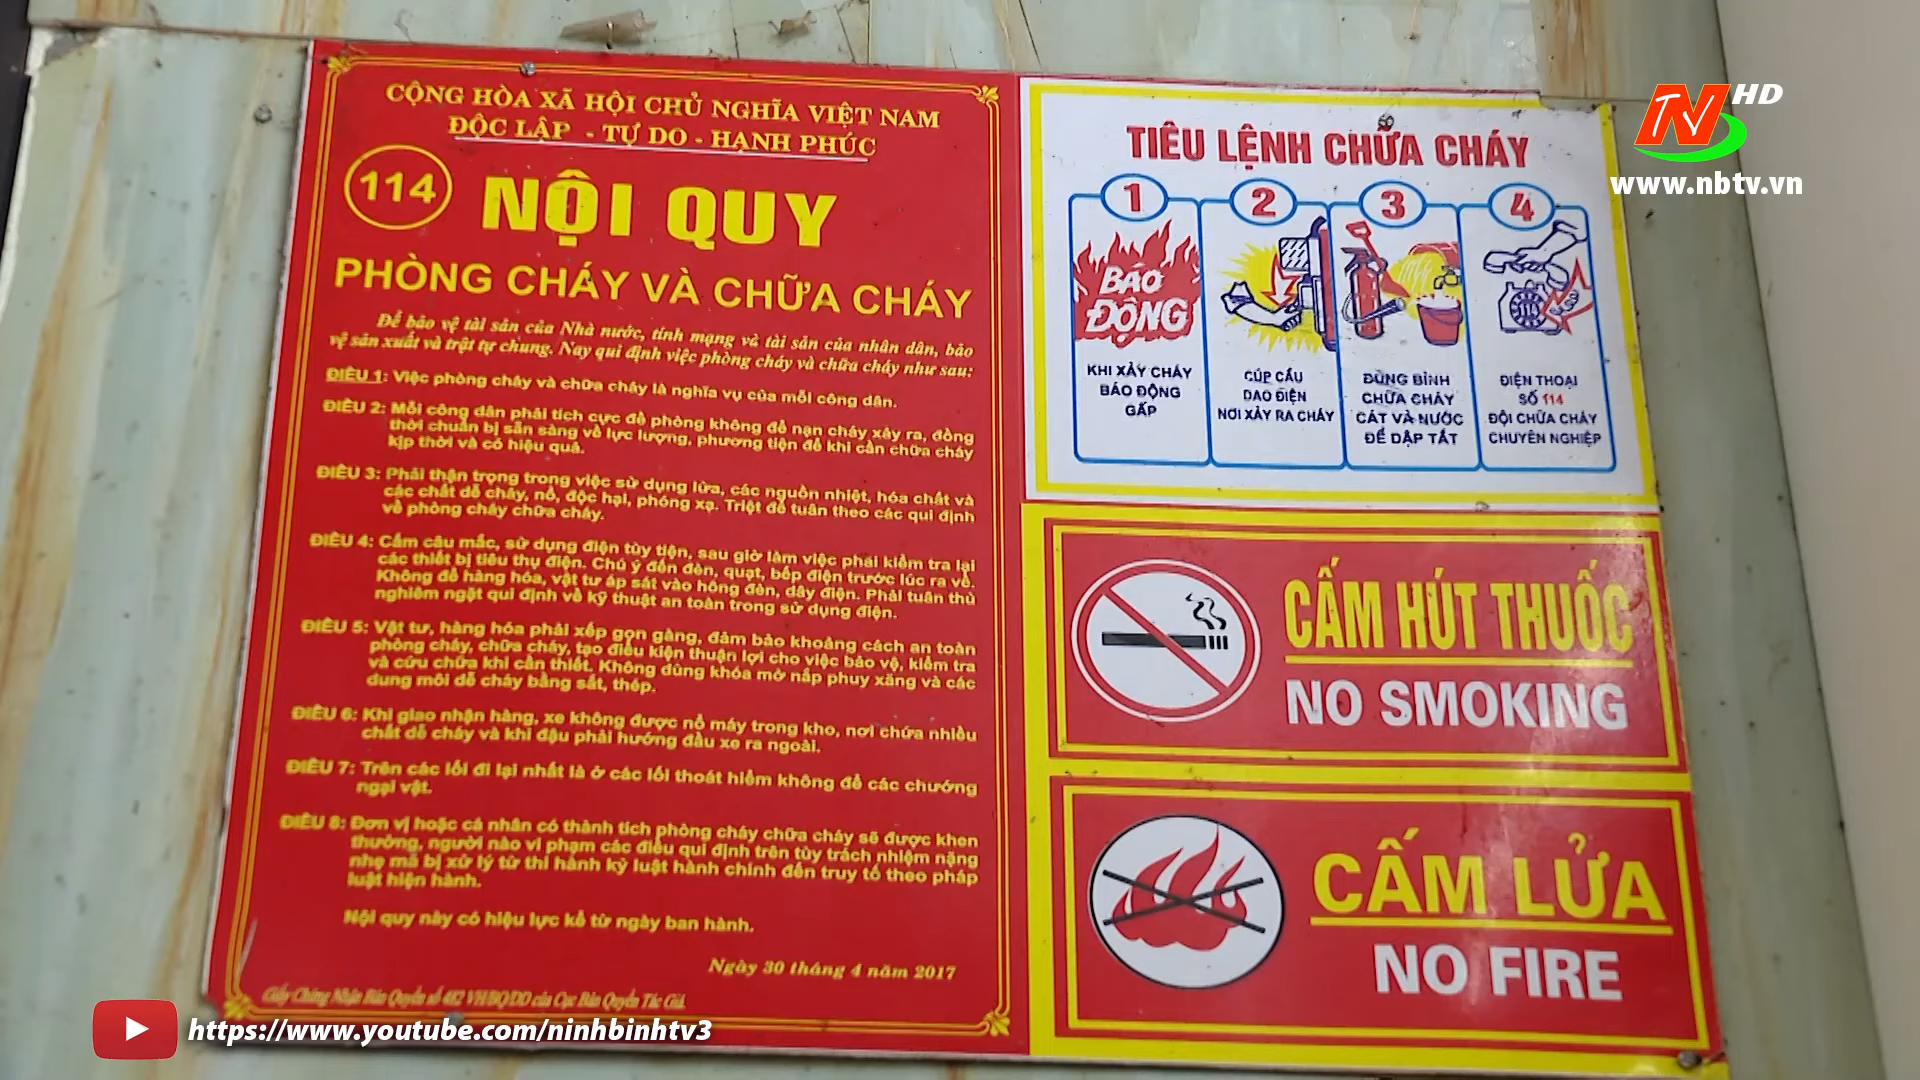 CỘNG HÒA XÃ HỘI CHỦ NGHĨA VIỆT NAM
ĐỘC LẬP - TỰ DO - HẠNH PHÚC
114
NỘI QUY
PHÒNG CHÁY VÀ CHỮA CHÁY
Để bảo vệ tài sản của Nhà nước, tính mạng và tài sản của nhân dân, bảo
vệ sản xuất và trật tự chung. Nay qui định việc phòng cháy và chữa cháy như sau:
ĐIỀU 1: Việc phòng cháy và chữa cháy là nghĩa vụ của mỗi công dân.
ĐIỀU 2: Mỗi công dân phải tích cực đề phòng không để nạn cháy xảy ra, đồng
thời chuẩn bị sẵn sàng về lực lượng, phương tiện để khi cần chữa cháy
kịp thời và có hiệu quả.
ĐIỀU 3: Phải thận trọng trong việc sử dụng lửa, các nguồn nhiệt, hóa chất và
các chất dễ cháy, nổ, độc hại, phóng xạ. Triệt để tuân theo các qui định
về phòng cháy chữa cháy.
ĐIỀU 4: Cấm câu mắc, sử dụng điện tùy tiện, sau giờ làm việc phải kiểm tra lại
các thiết bị tiêu thụ điện. Chú ý đến đèn, quạt, bếp điện trước lúc ra về.
Không để hàng hóa, vật tư áp sát vào hông đèn, dây điện. Phải tuân thủ
nghiêm ngặt qui định về kỹ thuật an toàn trong sử dụng điện.
ĐIỀU 5: Vật tư, hàng hóa phải xếp gọn gàng, đảm bảo khoảng cách an toàn
phòng cháy, chữa cháy, tạo điều kiện thuận lợi cho việc bảo vệ, kiểm tra
và cứu chữa khi cần thiết. Không dùng khóa mở nắp phuy xăng và các
dung môi dễ cháy bằng sắt, thép.
ĐIỀU 6: Khi giao nhận hàng, xe không được nổ máy trong kho, nơi chứa nhiều
chất dễ cháy và khi đậu phải hướng đầu xe ra ngoài.
ĐIỀU 7: Trên các lối đi lại nhất là ở các lối thoát hiểm không để các chướng
ngại vật.
ĐIỀU 8: Đơn vị hoặc cá nhân có thành tích phòng cháy chữa cháy sẽ được khen
thưởng, người nào vi phạm các điều qui định trên tùy trách nhiệm nặng
nhẹ mà bị xử lý từ thi hành kỷ luật hành chính đến truy tố theo pháp
luật hiện hành.
Nội quy này có hiệu lực kể từ ngày ban hành.
Ngày 30 tháng 4 năm 2017
Giấy Chứng Nhận Bản Quyền số 482 VH/BQ/DD của Cục Bản Quyền Tác Giả.
TIÊU LỆNH CHỮA CHÁY
1
BÁO
ĐỘNG
KHI XẢY CHÁY
BÁO ĐỘNG
GẤP
2
CÚP CẦU
DAO ĐIỆN
NƠI XẢY RA CHÁY
3
DÙNG BÌNH
CHỮA CHÁY
CÁT VÀ NƯỚC
ĐỂ DẬP TẮT
4
ĐIỆN THOẠI
SỐ 114
ĐỘI CHỮA CHÁY
CHUYÊN NGHIỆP
CẤM HÚT THUỐC
NO SMOKING
CẤM LỬA
NO FIRE
NTV HD
www.nbtv.vn
https://www.youtube.com/ninhbinhtv3